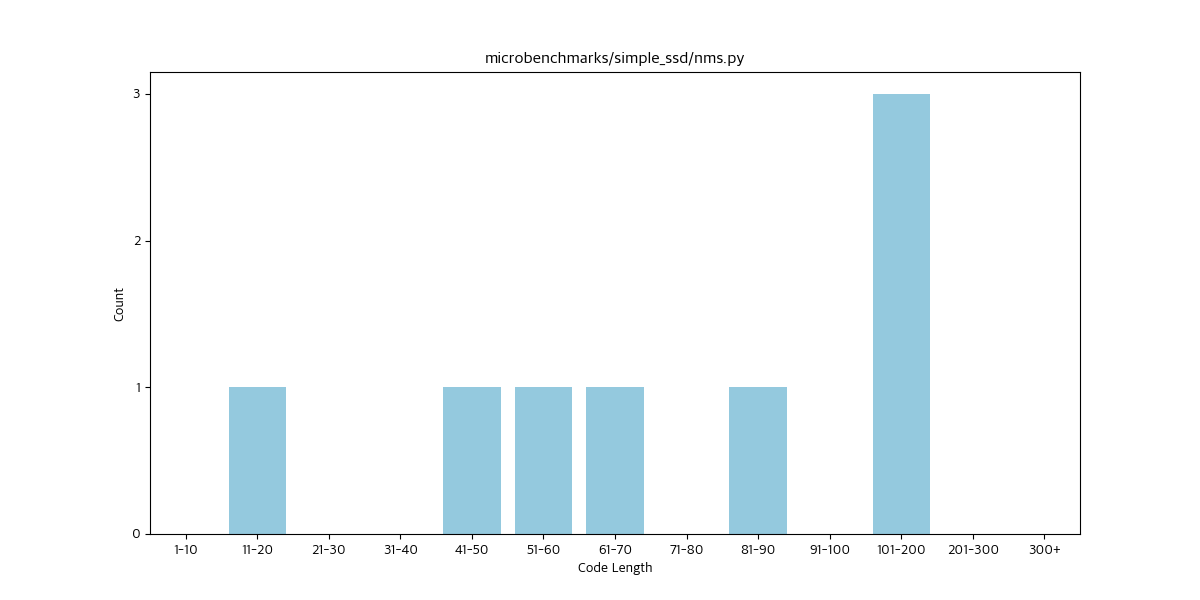 microbenchmarks/simple_ssd/nms.py
3
2
1
0
Count
1-10 11-20 21-30 31-40 41-50 51-60 61-70 71-80 81-90 91-100 101-200 201-300 300+
Code Length